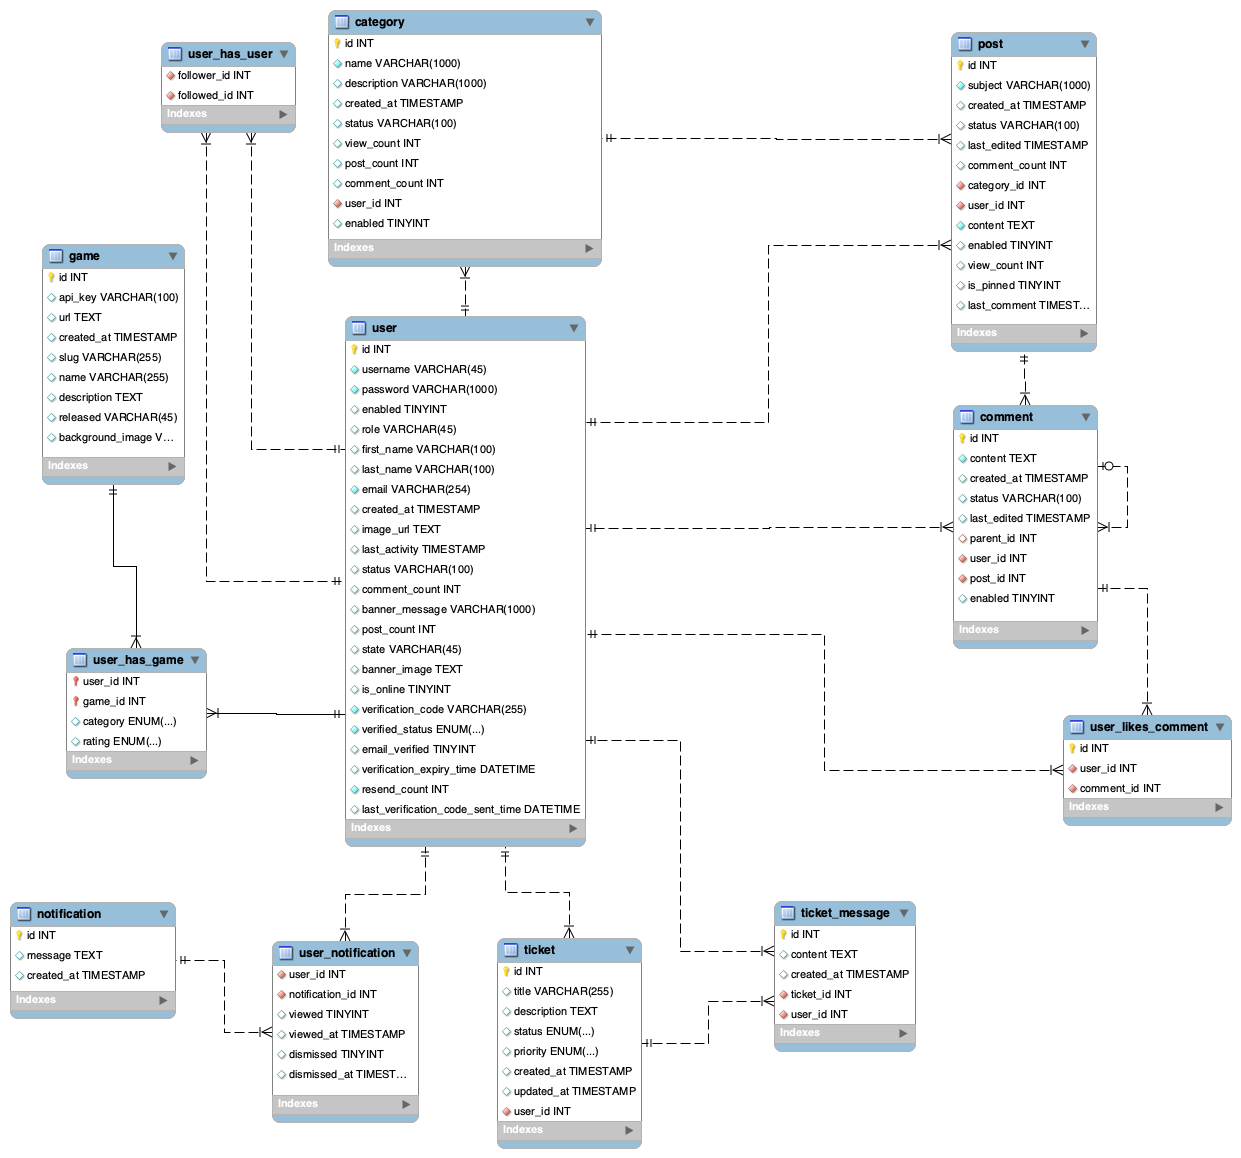 category
id INT
name VARCHAR(1000)
description VARCHAR(1000)
created_at TIMESTAMP
status VARCHAR(100)
view_count INT
post_count INT
comment_count INT
user_id INT
enabled TINYINT
Indexes
user_has_user
follower_id INT
followed_id INT
Indexes
post
id INT
subject VARCHAR(1000)
created_at TIMESTAMP
status VARCHAR(100)
last_edited TIMESTAMP
comment_count INT
category_id INT
user_id INT
content TEXT
enabled TINYINT
view_count INT
is_pinned TINYINT
last_comment TIMEST...
Indexes
game
id INT
api_key VARCHAR(100)
url TEXT
created_at TIMESTAMP
slug VARCHAR(255)
name VARCHAR(255)
description TEXT
released VARCHAR(45)
background_image V...
Indexes
user
id INT
username VARCHAR(45)
password VARCHAR(1000)
enabled TINYINT
role VARCHAR(45)
first_name VARCHAR(100)
last_name VARCHAR(100)
email VARCHAR(254)
created_at TIMESTAMP
image_url TEXT
last_activity TIMESTAMP
status VARCHAR(100)
comment_count INT
banner_message VARCHAR(1000)
post_count INT
state VARCHAR(45)
banner_image TEXT
is_online TINYINT
verification_code VARCHAR(255)
verified_status ENUM(...)
email_verified TINYINT
verification_expiry_time DATETIME
resend_count INT
last_verification_code_sent_time DATETIME
Indexes
comment
id INT
content TEXT
created_at TIMESTAMP
status VARCHAR(100)
last_edited TIMESTAMP
parent_id INT
user_id INT
post_id INT
enabled TINYINT
Indexes
user_has_game
user_id INT
game_id INT
category ENUM(...)
rating ENUM(...)
Indexes
user_likes_comment
id INT
user_id INT
comment_id INT
Indexes
notification
id INT
message TEXT
created_at TIMESTAMP
Indexes
user_notification
user_id INT
notification_id INT
viewed TINYINT
viewed_at TIMESTAMP
dismissed TINYINT
dismissed_at TIMEST...
Indexes
ticket
id INT
title VARCHAR(255)
description TEXT
status ENUM(...)
priority ENUM(...)
created_at TIMESTAMP
updated_at TIMESTAMP
user_id INT
Indexes
ticket_message
id INT
content TEXT
created_at TIMESTAMP
ticket_id INT
user_id INT
Indexes